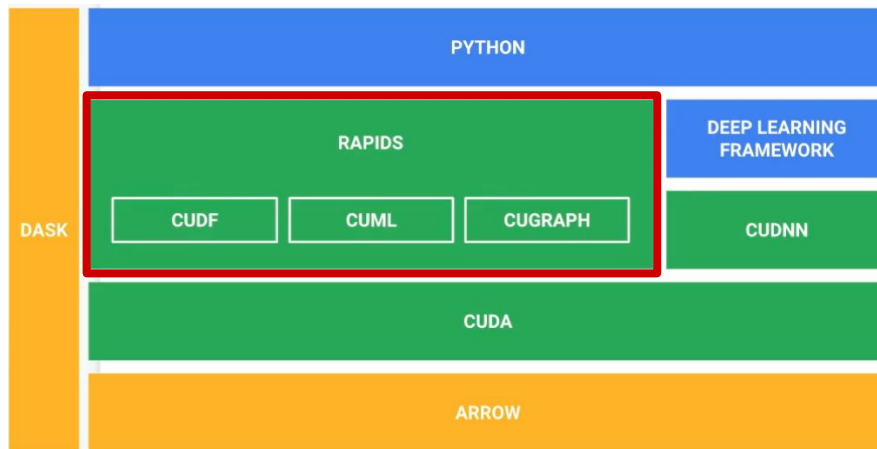 PYTHON
RAPIDS
DEEP LEARNING
FRAMEWORK
CUDF
CUML
CUGRAPH
DASK
CUDNN
CUDA
ARROW